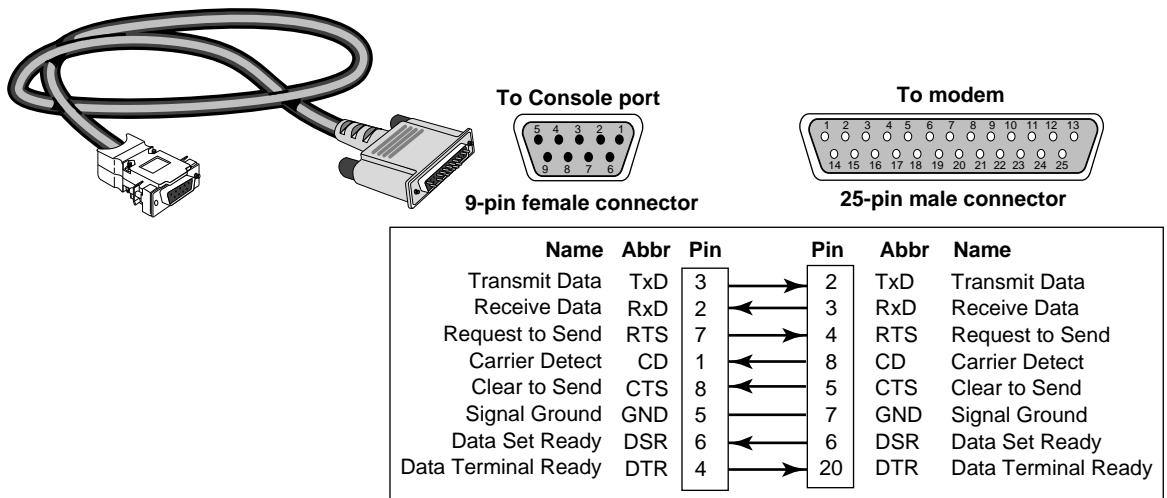 To Console port
5 4 3 2 1
9 8 7 6
9-pin female connector
To modem
1 2 3 4 5 6 7 8 9 10 11 12 13
14 15 16 17 18 19 20 21 22 23 24 25
25-pin male connector
Name Abbr Pin Pin Abbr Name
Transmit Data TxD 3 2 TxD Transmit Data
Receive Data RxD 2 3 RxD Receive Data
Request to Send RTS 7 4 RTS Request to Send
Carrier Detect CD 1 8 CD Carrier Detect
Clear to Send CTS 8 5 CTS Clear to Send
Signal Ground GND 5 7 GND Signal Ground
Data Set Ready DSR 6 6 DSR Data Set Ready
Data Terminal Ready DTR 4 20 DTR Data Terminal Ready